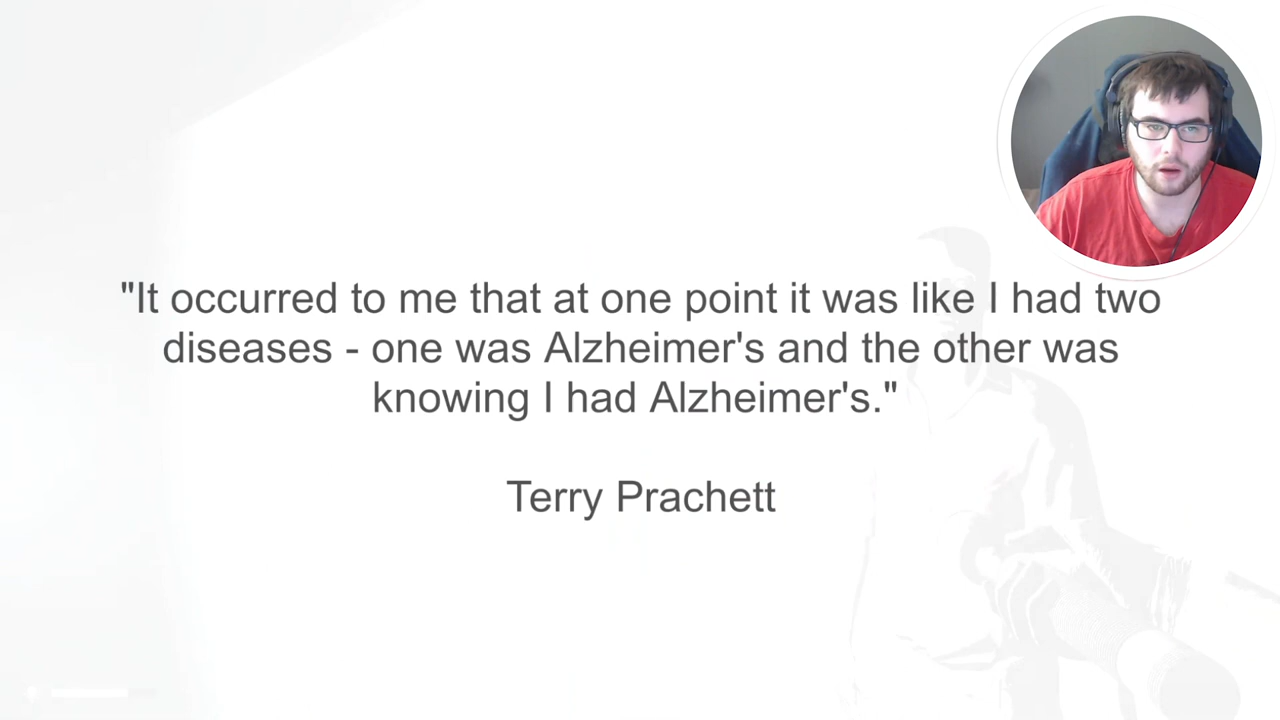 "It occurred to me that at one point it was like I had two
diseases - one was Alzheimer's and the other was
knowing I had Alzheimer's."
Terry Prachett